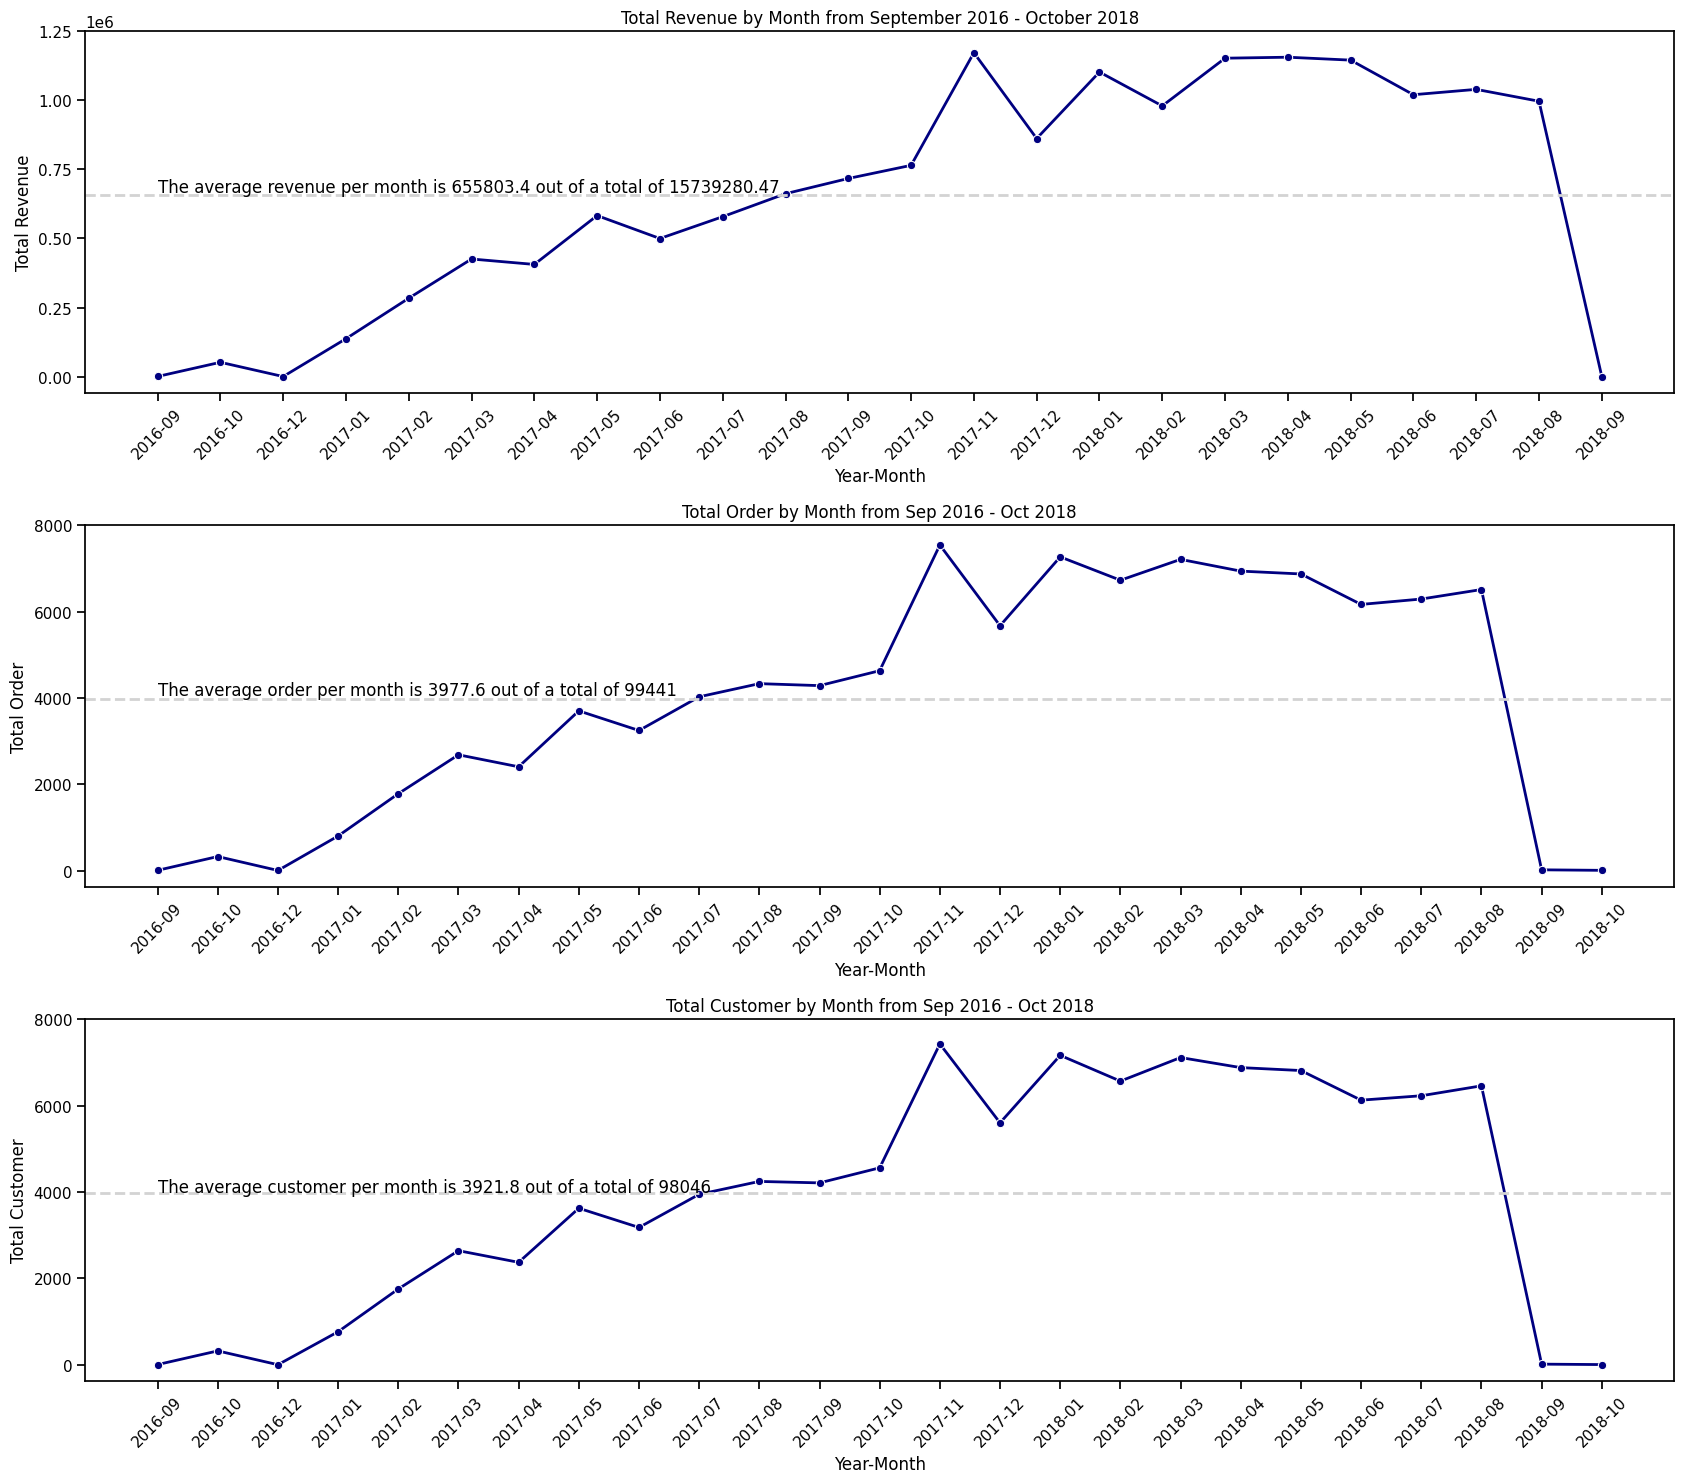 Total Revenue by Month from September 2016 - October 2018
1e6
1.25
1.00
0.75
0.50
0.25
0.00
Total Revenue
The average revenue per month is 655803.4 out of a total of 15739280.47
2016-09 2016-10 2016-12 2017-01 2017-02 2017-03 2017-04 2017-05 2017-06 2017-07 2017-08 2017-09 2017-10 2017-11 2017-12 2018-01 2018-02 2018-03 2018-04 2018-05 2018-06 2018-07 2018-08 2018-09
Year-Month
Total Order by Month from Sep 2016 - Oct 2018
8000
6000
4000
2000
0
Total Order
The average order per month is 3977.6 out of a total of 99441
2016-09 2016-10 2016-12 2017-01 2017-02 2017-03 2017-04 2017-05 2017-06 2017-07 2017-08 2017-09 2017-10 2017-11 2017-12 2018-01 2018-02 2018-03 2018-04 2018-05 2018-06 2018-07 2018-08 2018-09 2018-10
Year-Month
Total Customer by Month from Sep 2016 - Oct 2018
8000
6000
4000
2000
0
Total Customer
The average customer per month is 3921.8 out of a total of 98046
2016-09 2016-10 2016-12 2017-01 2017-02 2017-03 2017-04 2017-05 2017-06 2017-07 2017-08 2017-09 2017-10 2017-11 2017-12 2018-01 2018-02 2018-03 2018-04 2018-05 2018-06 2018-07 2018-08 2018-09 2018-10
Year-Month